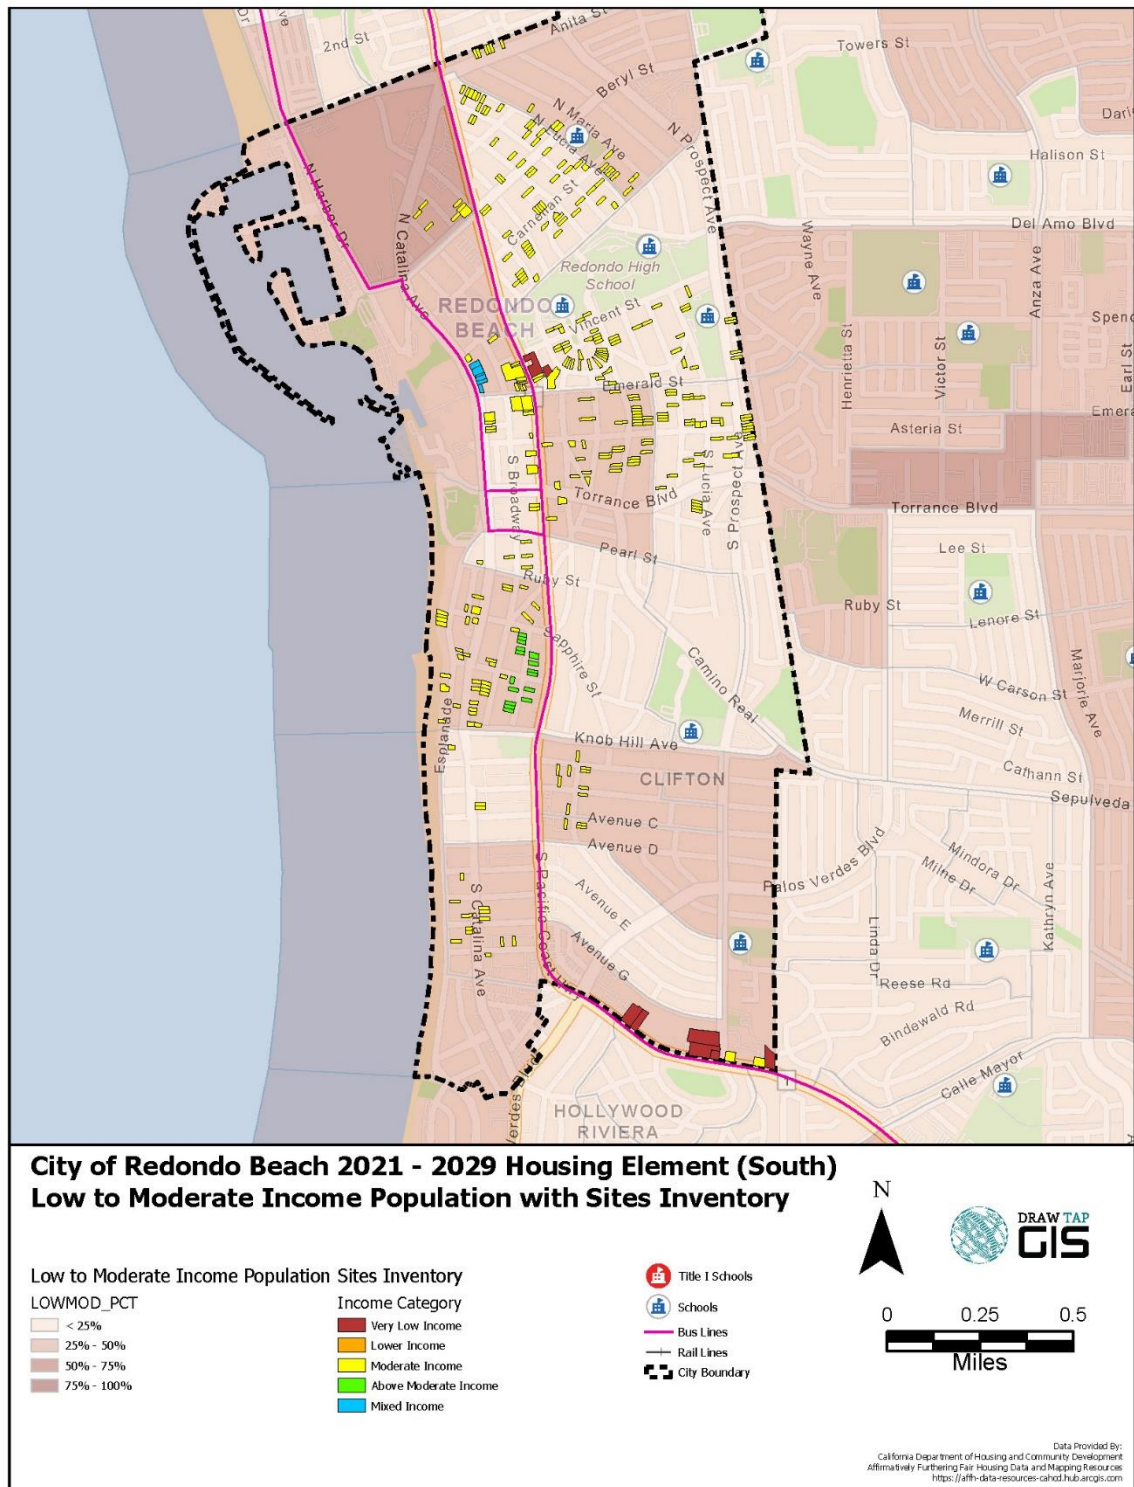 Anita St
2nd St
Towers St
Beryl St
N Maria Ave
N Lucia Ave
N Prospect Ave
Halison St
N Harbor Dr
Carnelian St
Del Amo Blvd
N Catalina Ave
Wayne Ave
Anza Ave
Redondo High
School
REDONDO
BEACH
Vincent St
Henrietta St
Victor St
Earl St
Emerald St
Asteria St
S Broadway
S Lucia Ave
S Prospect Ave
Torrance Blvd
Torrance Blvd
Pearl St
Lee St
Ruby St
Ruby St
Lenore St
Sapphire St
Camino Real
Marjorie Ave
W Carson St
Merrill St
Esplanade
Knob Hill Ave
Cathann St
CLIFTON
Sepulveda
Avenue C
Avenue D
Palos Verdes Blvd
Mindora Dr
Milne Dr
S Pacific Coast Hwy
Avenue E
S Catalina Ave
Linda Dr
Kathryn Ave
Avenue G
Reese Rd
Bindewald Rd
Calle Mayor
HOLLYWOOD
RIVIERA
City of Redondo Beach 2021 - 2029 Housing Element (South)
Low to Moderate Income Population with Sites Inventory
N
DRAW TAP
GIS
Low to Moderate Income Population
LOWMOD_PCT
< 25%
25% - 50%
50% - 75%
75% - 100%
Sites Inventory
Income Category
Very Low Income
Lower Income
Moderate Income
Above Moderate Income
Mixed Income
Title I Schools
Schools
Bus Lines
Rail Lines
City Boundary
0 0.25 0.5
Miles
Data Provided By:
California Department of Housing and Community Development
Affirmatively Furthering Fair Housing Data and Mapping Resources
https://affh-data-resources-cahcd.hub.arcgis.com